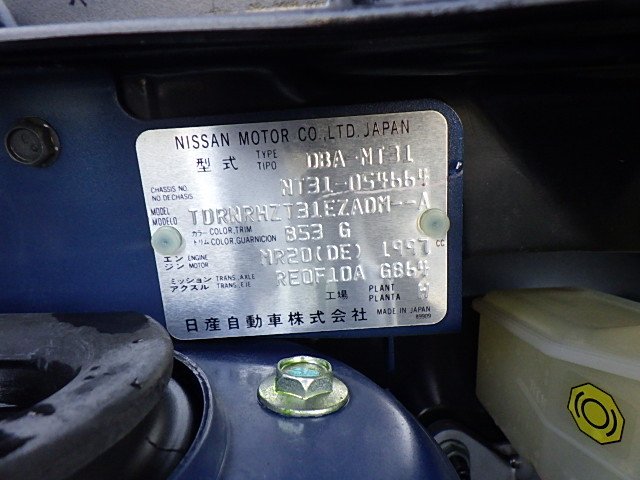 NISSAN MOTOR CO.,LTD. JAPAN
型式 TYPE TIPO DBA-NT31
CHASSIS NO. NO DE CHASIS NT31-054664
MODEL MODELO TDRNRHZT31EZADM--A
カラー COLOR,TRIM トリム COLOR,GUARNICION B53 G
エンジン ENGINE MOTOR MR20(DE) 1997 CC
ミッション TRANS.,AXLE アクスル TRANS.,EJE RE0F10A GB64
工場 PLANT PLANTA W
日産自動車株式会社 MADE IN JAPAN
89909